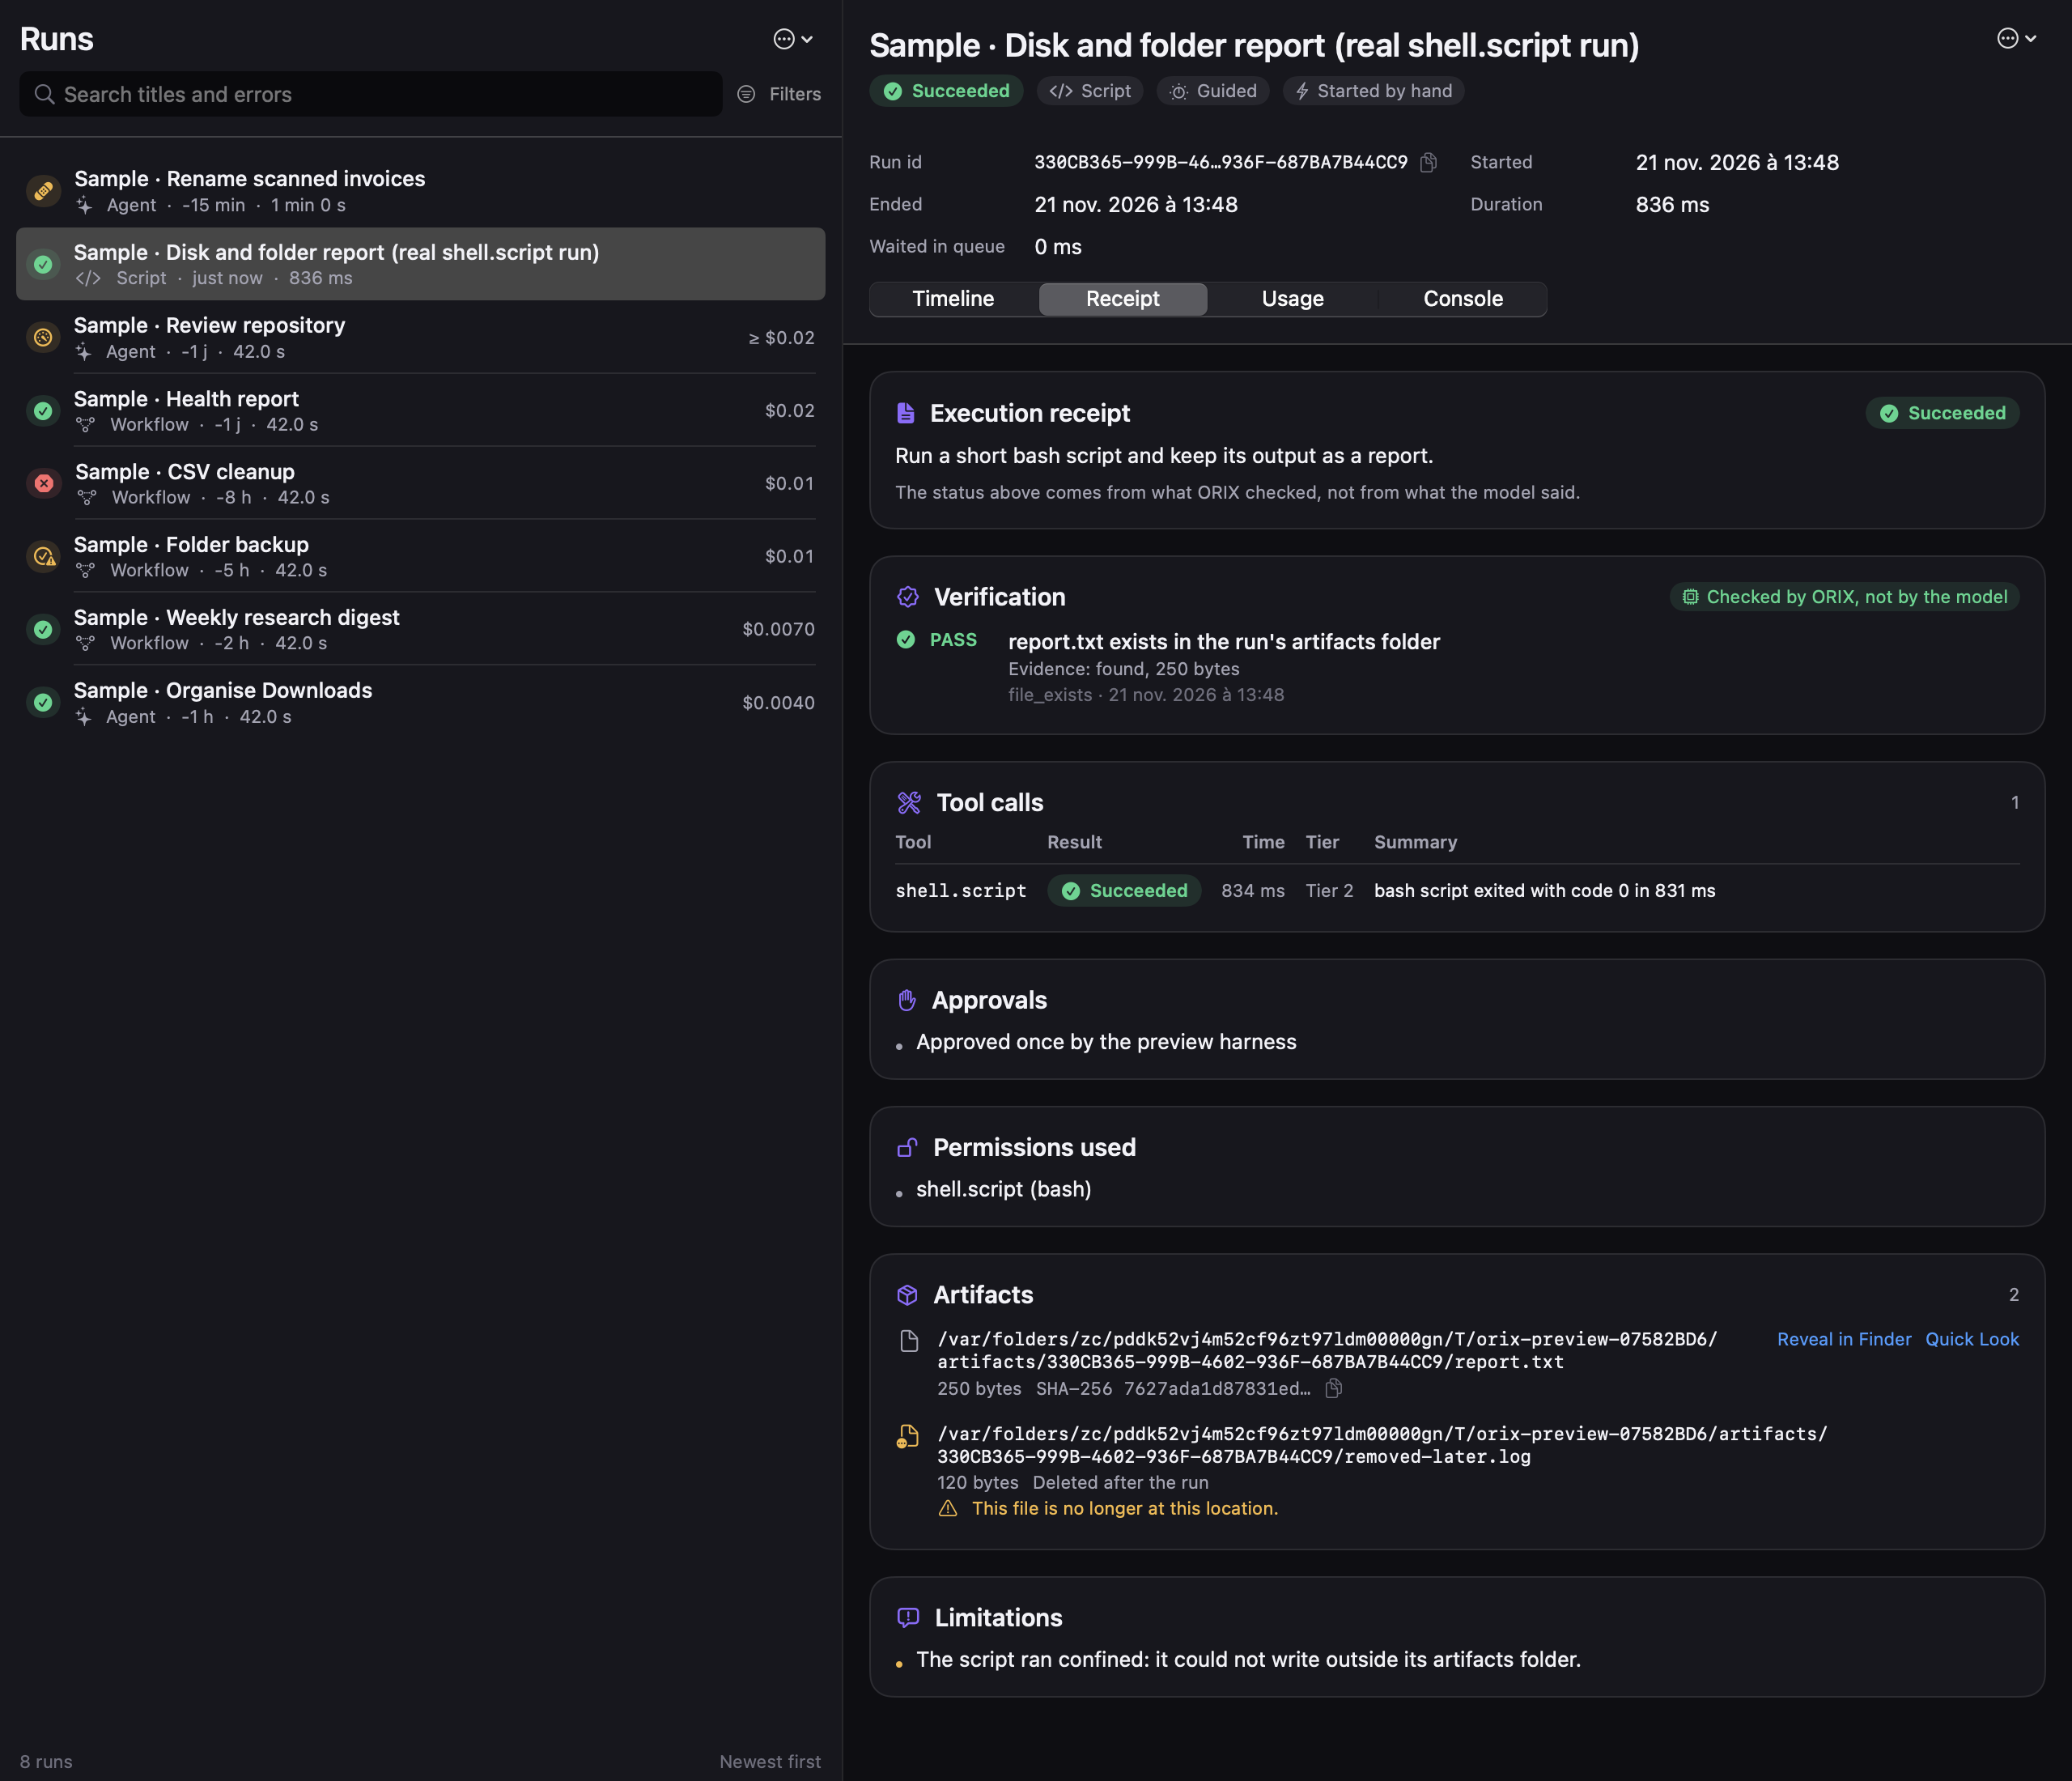 Runs
Search titles and errors
Filters
Sample · Rename scanned invoices
Agent · -15 min · 1 min 0 s
Sample · Disk and folder report (real shell.script run)
Script · just now · 836 ms
Sample · Review repository
Agent · -1 j · 42.0 s
≥ $0.02
Sample · Health report
Workflow · -1 j · 42.0 s
$0.02
Sample · CSV cleanup
Workflow · -8 h · 42.0 s
$0.01
Sample · Folder backup
Workflow · -5 h · 42.0 s
$0.01
Sample · Weekly research digest
Workflow · -2 h · 42.0 s
$0.0070
Sample · Organise Downloads
Agent · -1 h · 42.0 s
$0.0040
8 runs
Newest first
Sample · Disk and folder report (real shell.script run)
Succeeded
Script
Guided
Started by hand
Run id 330CB365-999B-46…936F-687BA7B44CC9
Started 21 nov. 2026 à 13:48
Ended 21 nov. 2026 à 13:48
Duration 836 ms
Waited in queue 0 ms
Timeline
Receipt
Usage
Console
Execution receipt
Succeeded
Run a short bash script and keep its output as a report.
The status above comes from what ORIX checked, not from what the model said.
Verification
Checked by ORIX, not by the model
PASS report.txt exists in the run's artifacts folder
Evidence: found, 250 bytes
file_exists · 21 nov. 2026 à 13:48
Tool calls
1
Tool Result Time Tier Summary
shell.script Succeeded 834 ms Tier 2 bash script exited with code 0 in 831 ms
Approvals
• Approved once by the preview harness
Permissions used
• shell.script (bash)
Artifacts
2
/var/folders/zc/pddk52vj4m52cf96zt97ldm00000gn/T/orix-preview-07582BD6/
artifacts/330CB365-999B-4602-936F-687BA7B44CC9/report.txt
Reveal in Finder Quick Look
250 bytes SHA-256 7627ada1d87831ed…
/var/folders/zc/pddk52vj4m52cf96zt97ldm00000gn/T/orix-preview-07582BD6/artifacts/
330CB365-999B-4602-936F-687BA7B44CC9/removed-later.log
120 bytes Deleted after the run
This file is no longer at this location.
Limitations
• The script ran confined: it could not write outside its artifacts folder.